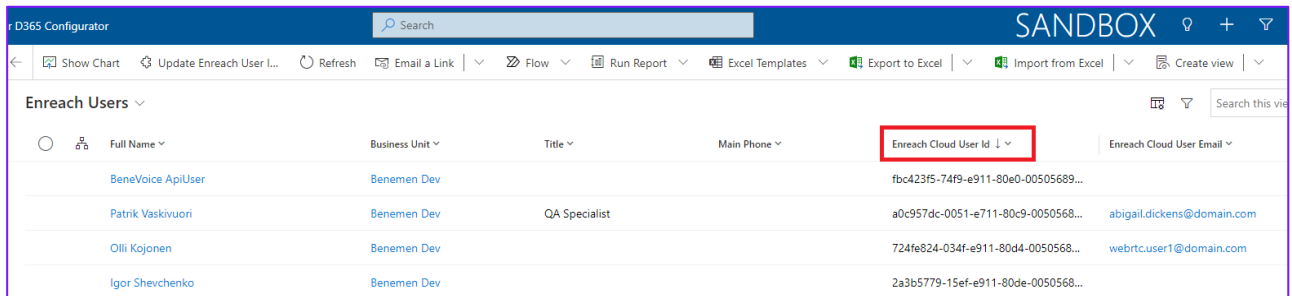 r D365 Configurator Search SANDBOX
Show Chart Update Enreach User I... Refresh Email a Link Flow Run Report Excel Templates Export to Excel Import from Excel Create view
Enreach Users Search this vie
Full Name Business Unit Title Main Phone Enreach Cloud User Id ↓ Enreach Cloud User Email
BeneVoice ApiUser Benemen Dev fbc423f5-74f9-e911-80e0-00505689...
Patrik Vaskivuori Benemen Dev QA Specialist a0c957dc-0051-e711-80c9-0050568... abigail.dickens@domain.com
Olli Kojonen Benemen Dev 724fe824-034f-e911-80d4-0050568... webrtc.user1@domain.com
Igor Shevchenko Benemen Dev 2a3b5779-15ef-e911-80de-0050568...